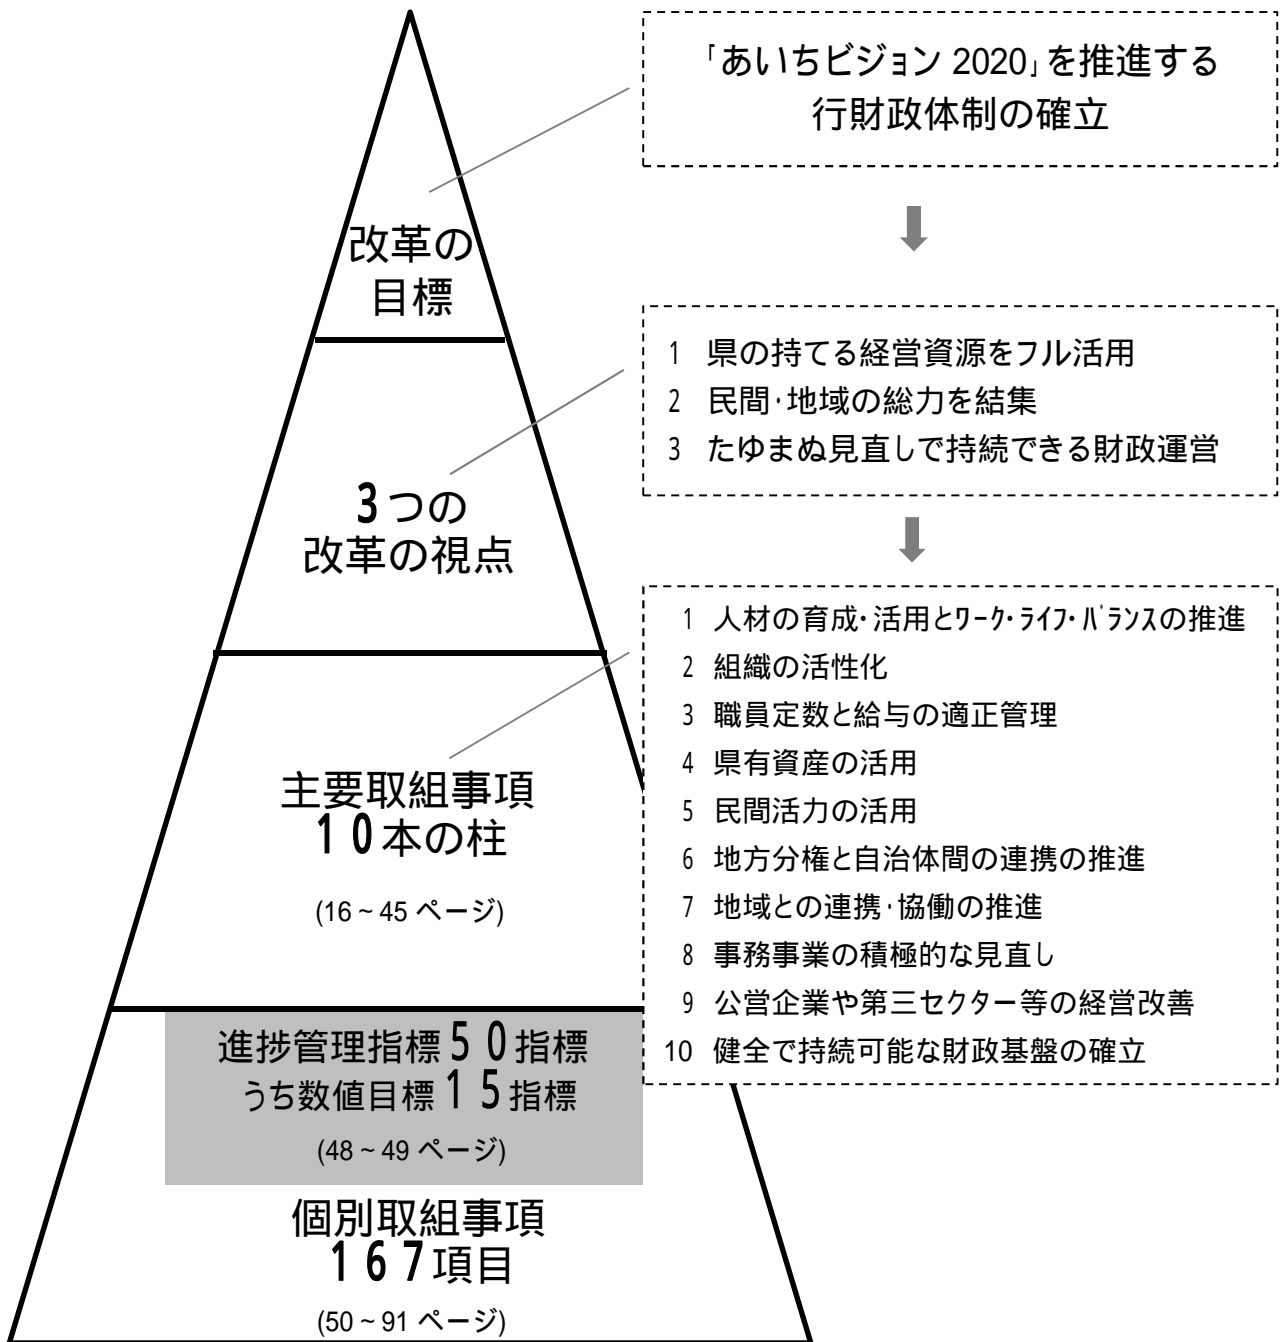 「あいちビジョン 2020」を推進する
行財政体制の確立
改革の
目標
1 県の持てる経営資源をフル活用
2 民間・地域の総力を結集
3 たゆまぬ見直しで持続できる財政運営
3つの
改革の視点
1 人材の育成・活用とﾜｰｸ・ﾗｲﾌ・ﾊﾞﾗﾝｽの推進
2 組織の活性化
3 職員定数と給与の適正管理
4 県有資産の活用
5 民間活力の活用
6 地方分権と自治体間の連携の推進
7 地域との連携・協働の推進
8 事務事業の積極的な見直し
9 公営企業や第三セクター等の経営改善
10 健全で持続可能な財政基盤の確立
主要取組事項
１０本の柱
(16～45 ページ)
進捗管理指標５０指標
うち数値目標１５指標
(48～49 ページ)
個別取組事項
１６７項目
(50～91 ページ)